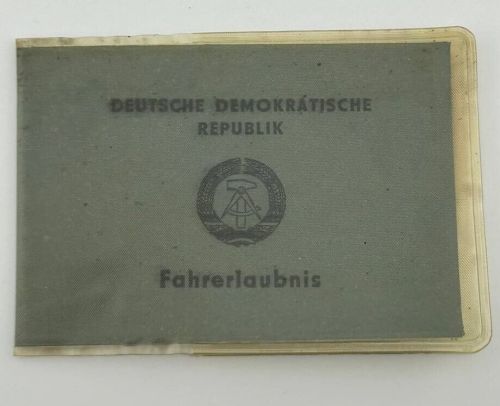 DEUTSCHE DEMOKRATISCHE
REPUBLIK
Fahrerlaubnis